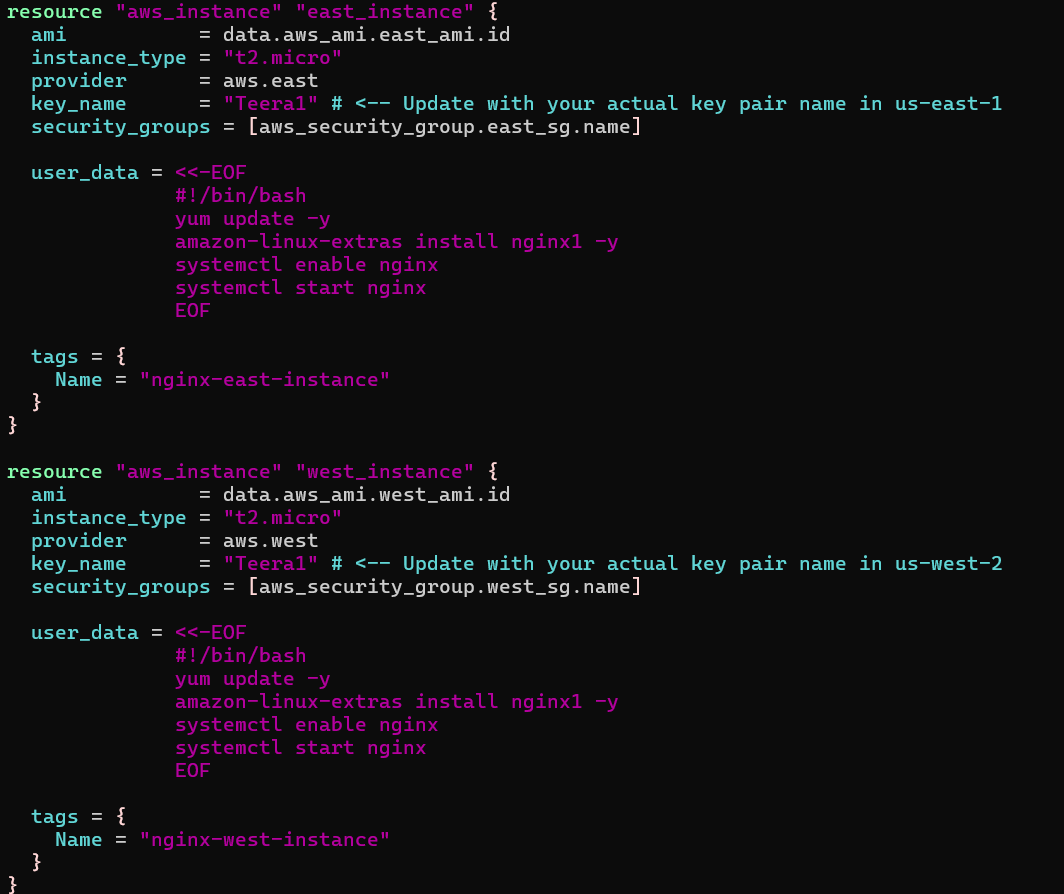 resource "aws_instance" "east_instance" {
  ami           = data.aws_ami.east_ami.id
  instance_type = "t2.micro"
  provider      = aws.east
  key_name      = "Teera1" # <-- Update with your actual key pair name in us-east-1
  security_groups = [aws_security_group.east_sg.name]

  user_data = <<-EOF
              #!/bin/bash
              yum update -y
              amazon-linux-extras install nginx1 -y
              systemctl enable nginx
              systemctl start nginx
              EOF

  tags = {
    Name = "nginx-east-instance"
  }
}

resource "aws_instance" "west_instance" {
  ami           = data.aws_ami.west_ami.id
  instance_type = "t2.micro"
  provider      = aws.west
  key_name      = "Teera1" # <-- Update with your actual key pair name in us-west-2
  security_groups = [aws_security_group.west_sg.name]

  user_data = <<-EOF
              #!/bin/bash
              yum update -y
              amazon-linux-extras install nginx1 -y
              systemctl enable nginx
              systemctl start nginx
              EOF

  tags = {
    Name = "nginx-west-instance"
  }
}